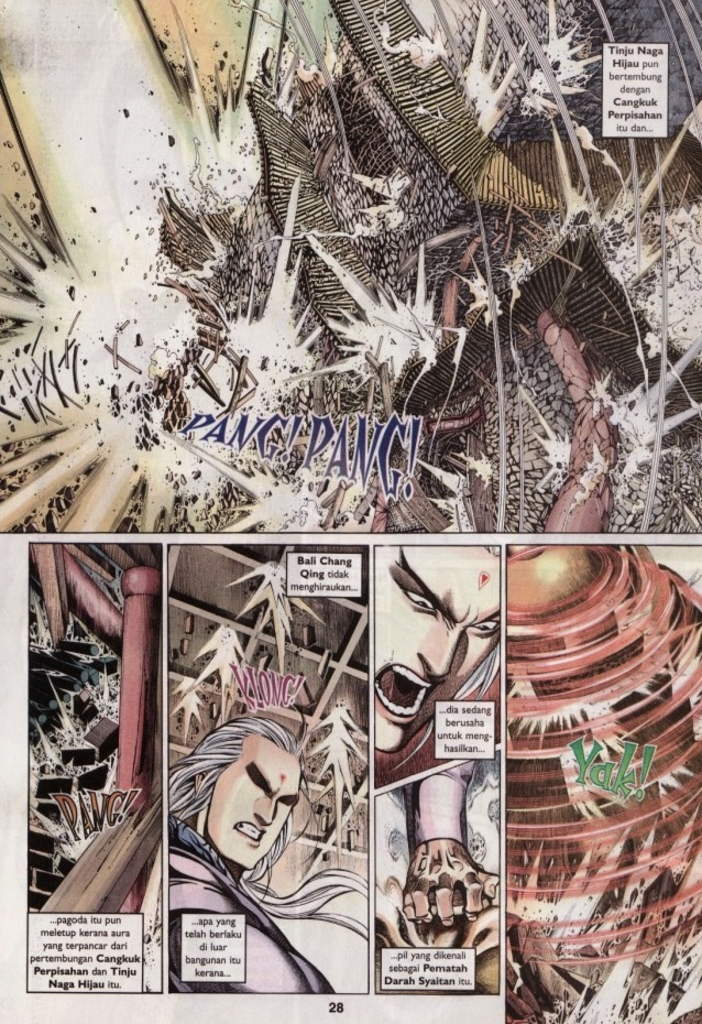 Tinju Naga
Hijau pun
bertembung
dengan
Cangkuk
Perpisahan
itu dan...
PANG! PANG!
PANG!
...pagoda itu pun
meletup kerana aura
yang terpancar dari
pertembungan Cangkuk
Perpisahan dan Tinju
Naga Hijau itu.
Bali Chang
Qing tidak
menghiraukan...
KLONG!
...apa yang
telah berlaku
di luar
bangunan itu
kerana...
...dia sedang
berusaha
untuk meng-
hasilkan...
...pil yang dikenali
sebagai Pematah
Darah Syaitan itu.
Yak!
28